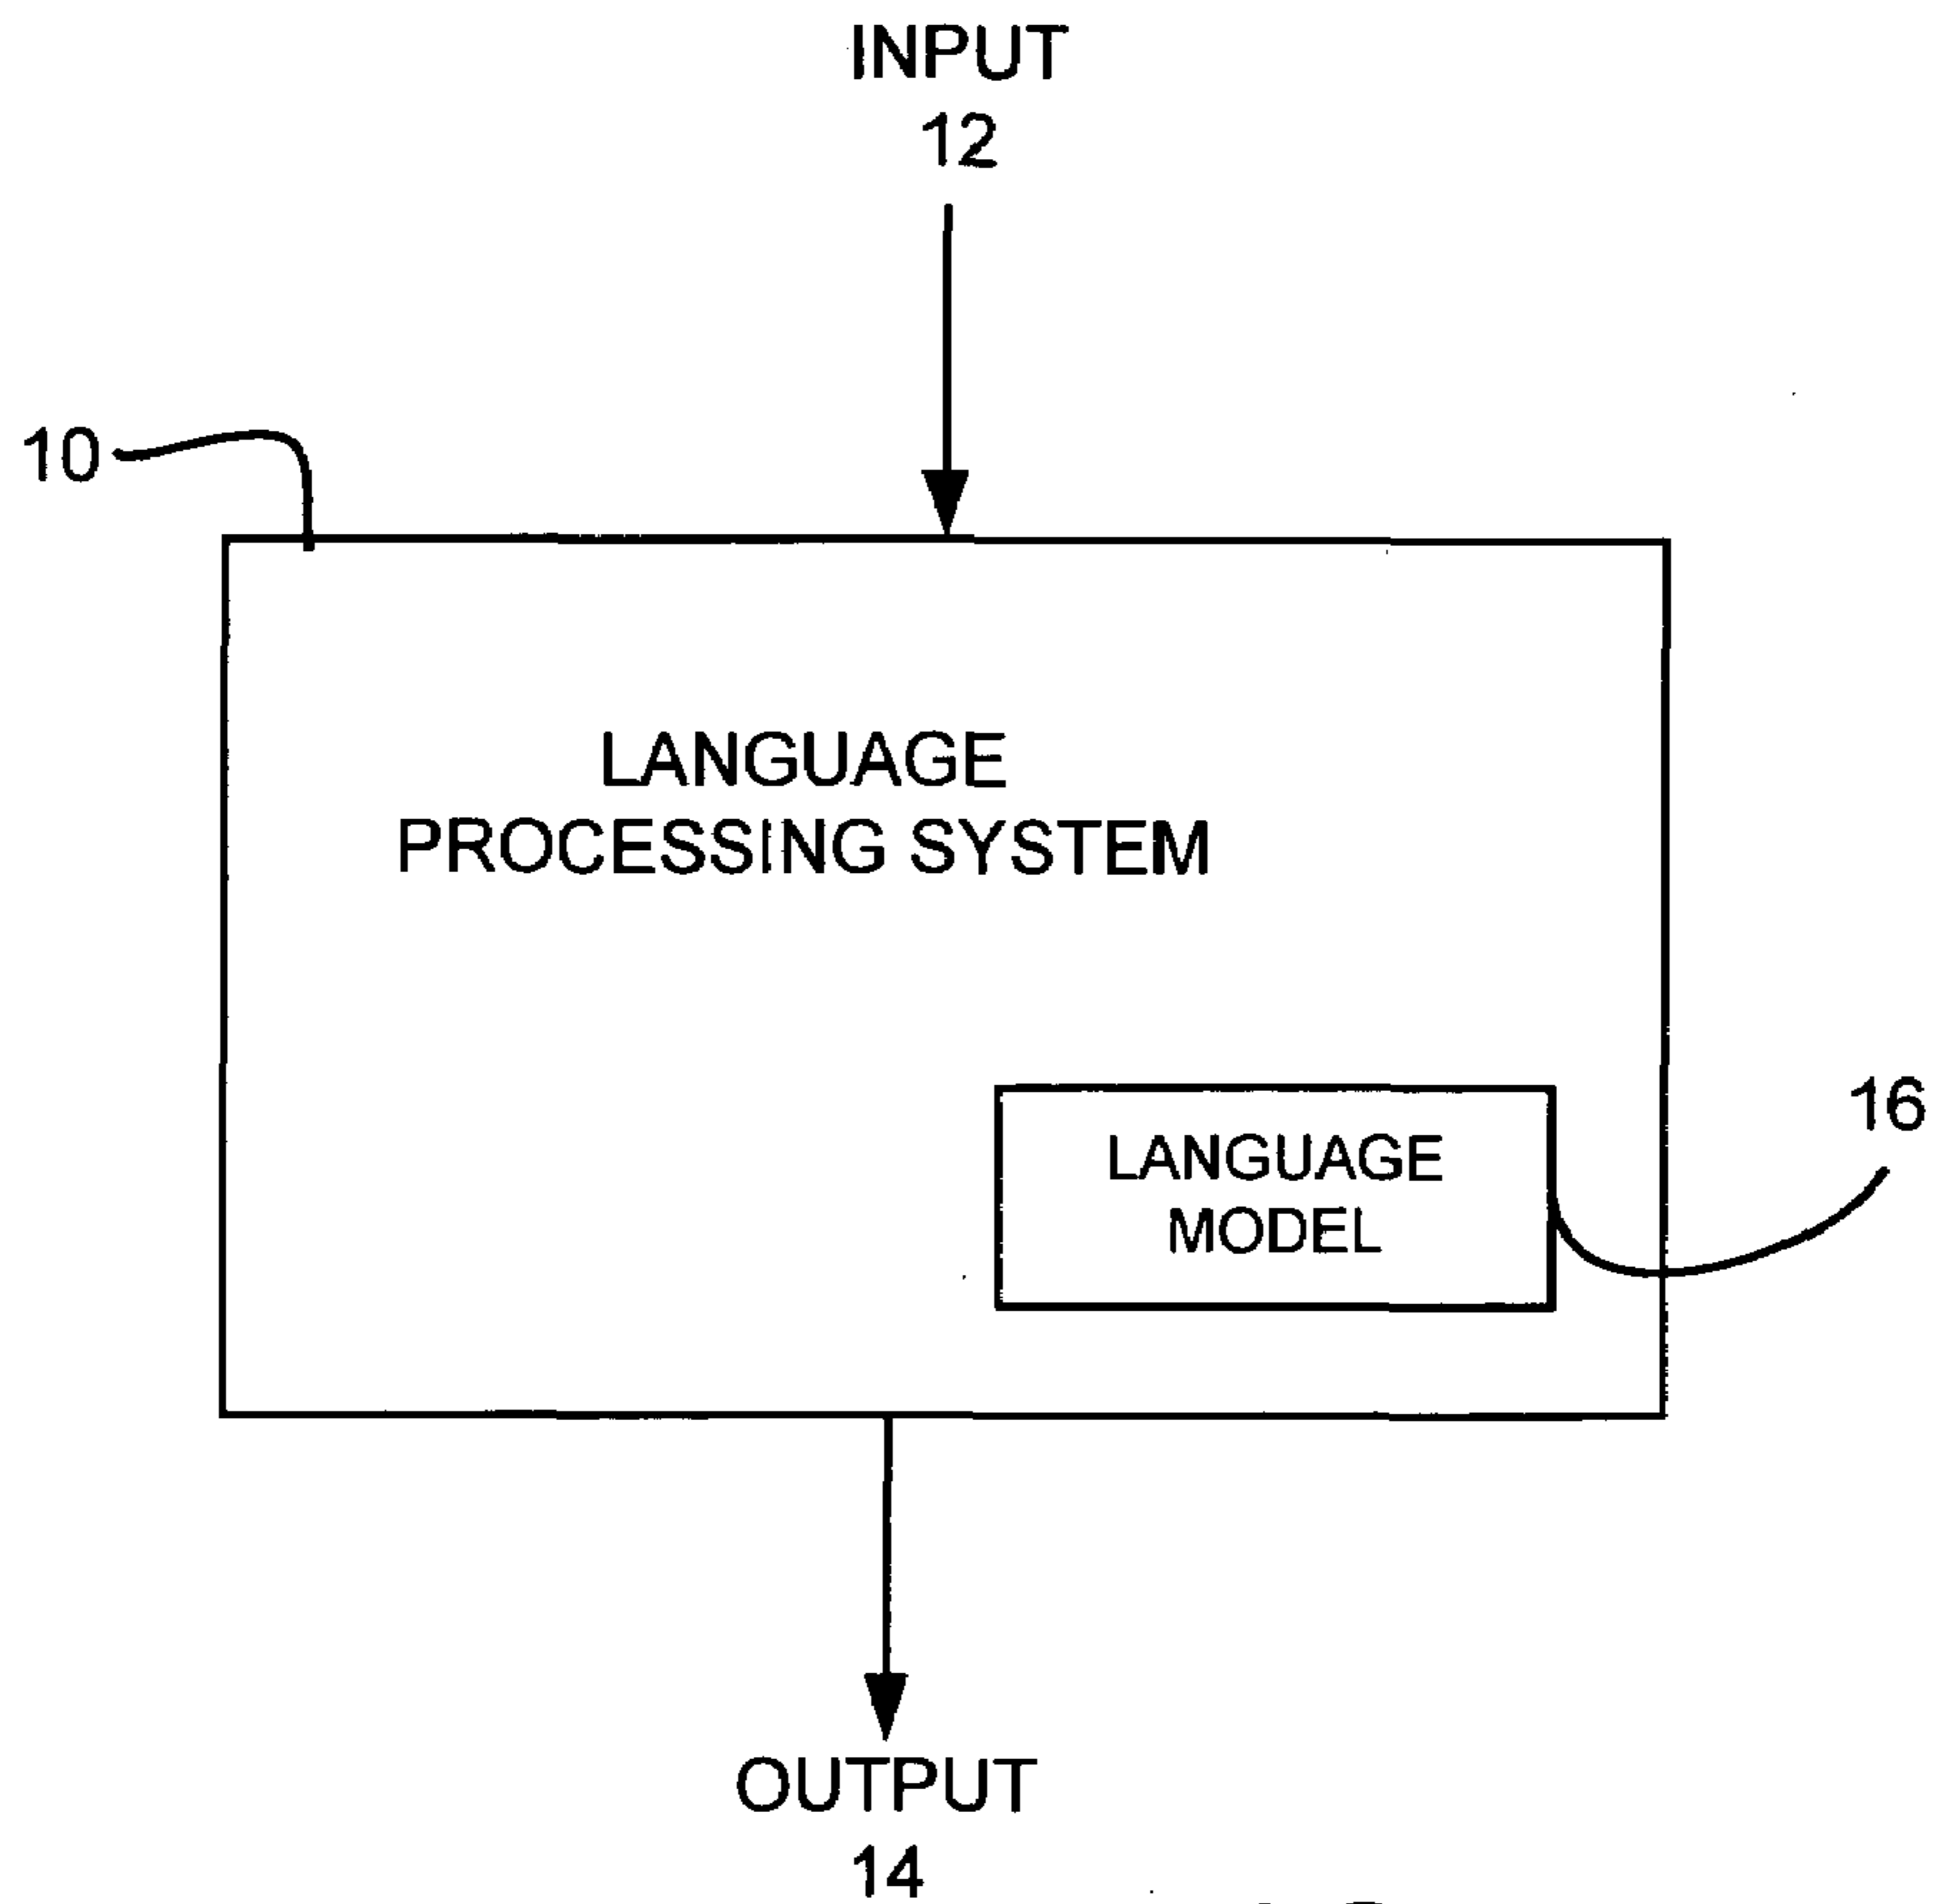 INPUT
12
10
LANGUAGE
PROCESSING SYSTEM
LANGUAGE
MODEL
16
OUTPUT
14